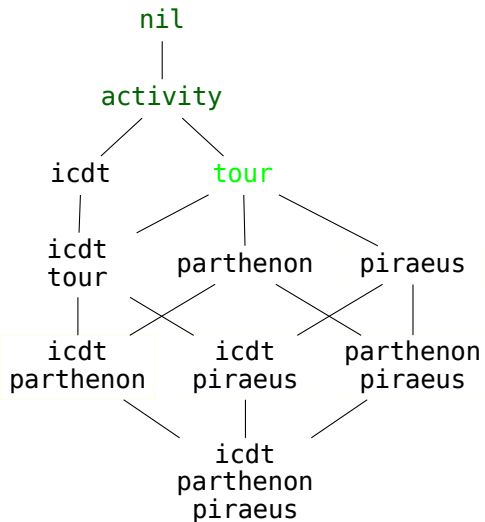 nil
activity
icdt
tour
icdt
tour
parthenon
piraeus
icdt
parthenon
icdt
piraeus
parthenon
piraeus
icdt
parthenon
piraeus